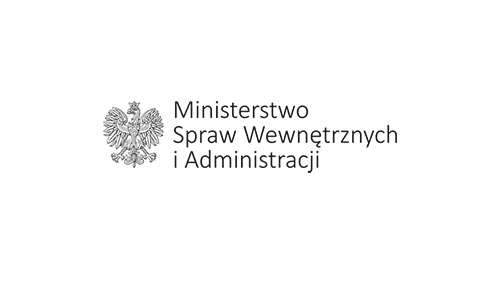 Ministerstwo
Spraw Wewnętrznych
i Administracji